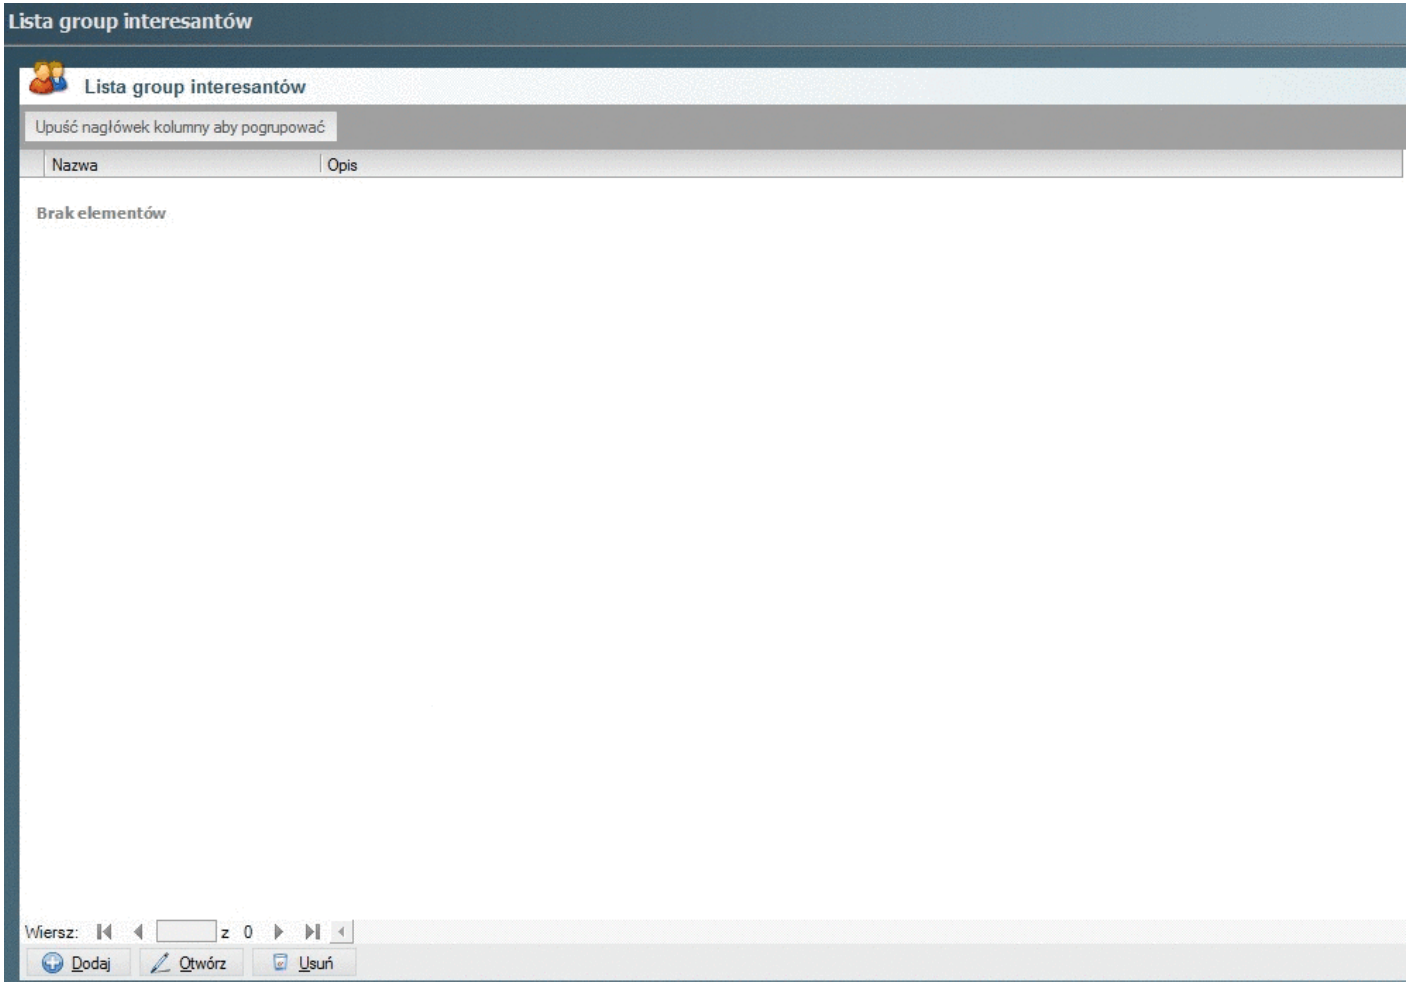 Lista group interesantów
Lista group interesantów
Upuść nagłówek kolumny aby pogrupować
Nazwa Opis
Brak elementów
Wiersz: z 0
Dodaj Otwórz Usuń